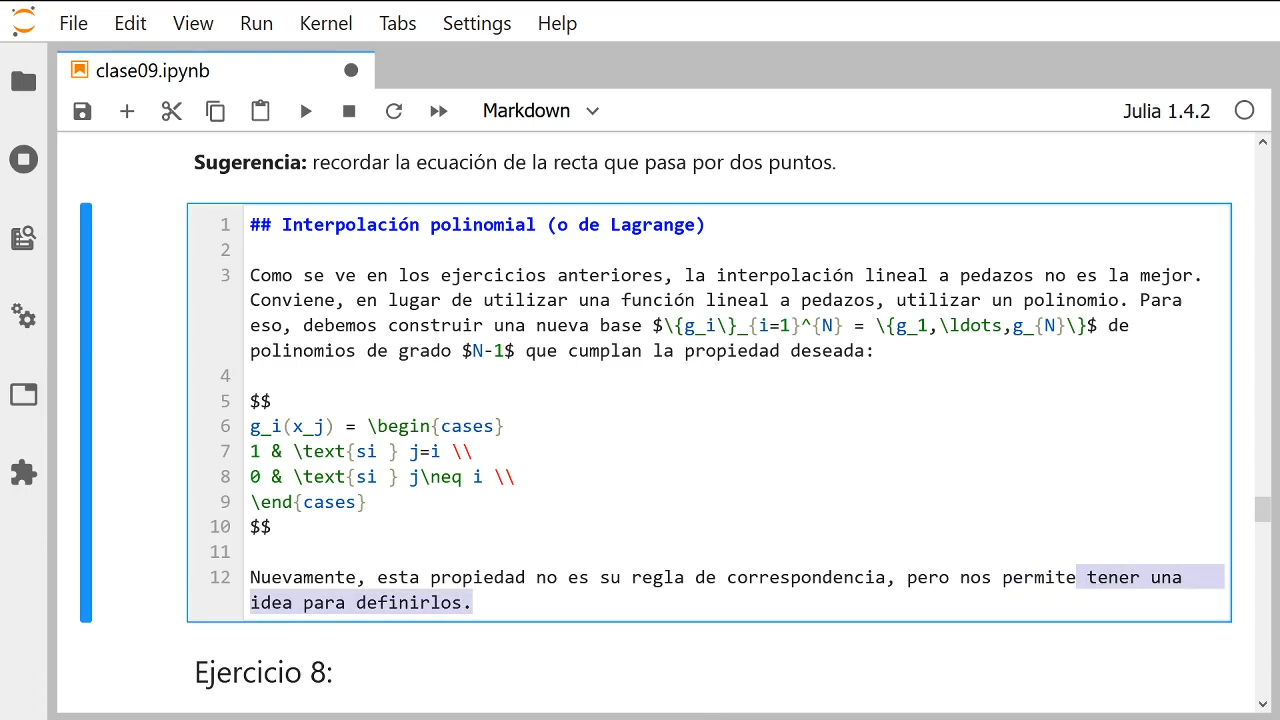 File Edit View Run Kernel Tabs Settings Help
clase09.ipynb
Markdown
Julia 1.4.2
Sugerencia: recordar la ecuación de la recta que pasa por dos puntos.
1 ## Interpolación polinomial (o de Lagrange)
2
3 Como se ve en los ejercicios anteriores, la interpolación lineal a pedazos no es la mejor.
Conviene, en lugar de utilizar una función lineal a pedazos, utilizar un polinomio. Para
eso, debemos construir una nueva base $\{g_i\}_{i=1}^{N} = \{g_1,\ldots,g_{N}\}$ de
polinomios de grado $N-1$ que cumplan la propiedad deseada:
4
5 $$
6 g_i(x_j) = \begin{cases}
7 1 & \text{si } j=i \\
8 0 & \text{si } j\neq i \\
9 \end{cases}
10 $$
11
12 Nuevamente, esta propiedad no es su regla de correspondencia, pero nos permite tener una
idea para definirlos.
Ejercicio 8: